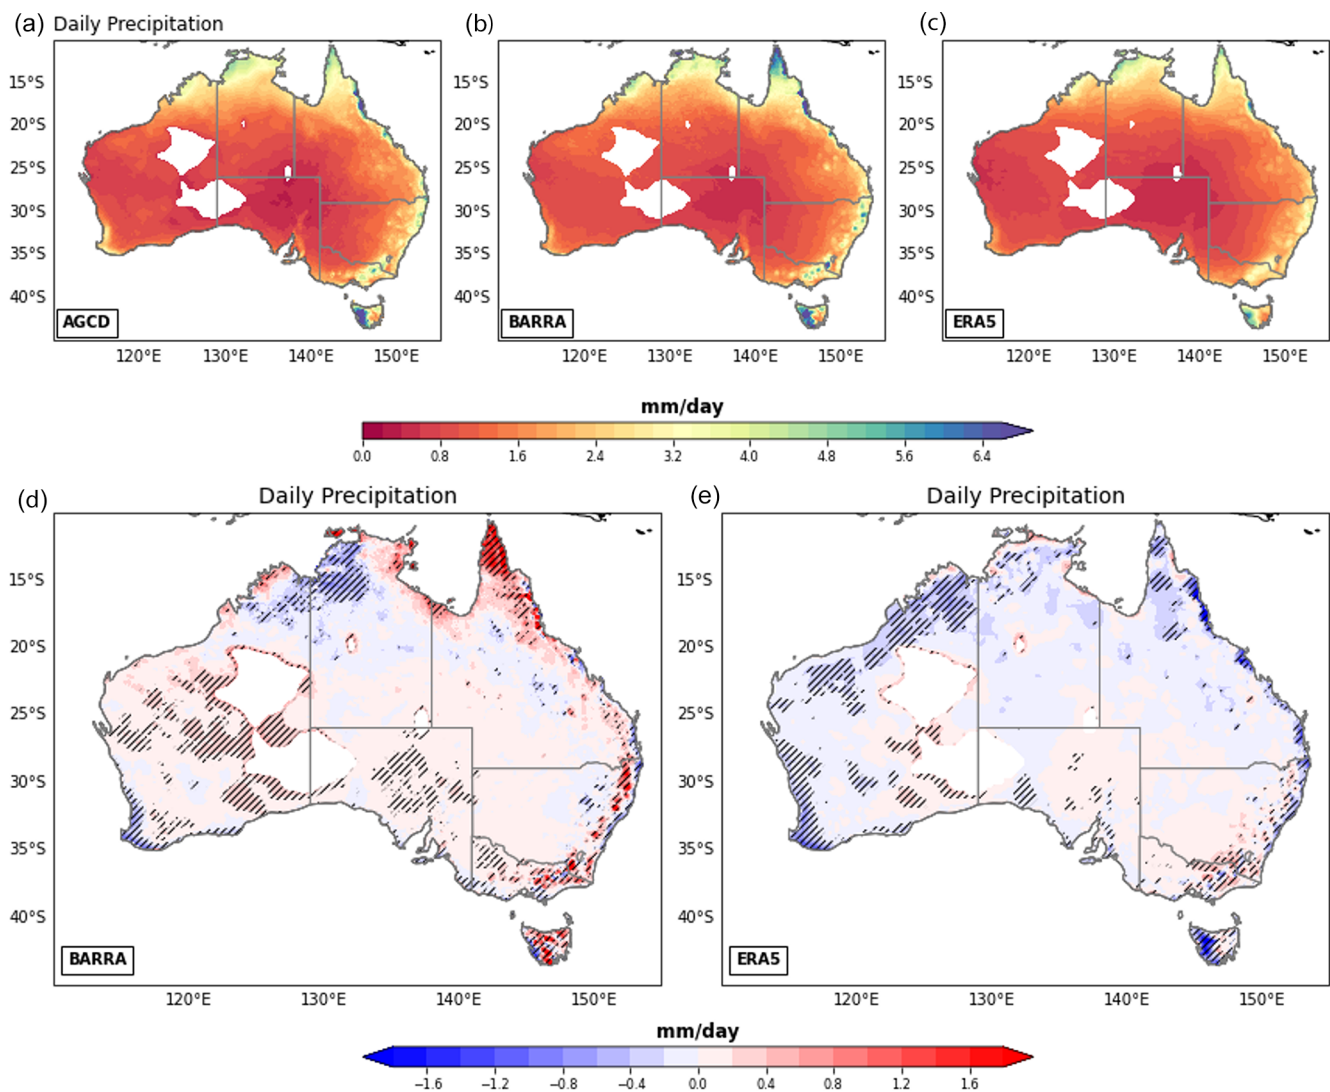 (a) Daily Precipitation (b) (c)
15°S 15°S 15°S
20°S 20°S 20°S
25°S 25°S 25°S
30°S 30°S 30°S
35°S 35°S 35°S
40°S 40°S 40°S
AGCD BARRA ERA5
120°E 130°E 140°E 150°E 120°E 130°E 140°E 150°E 120°E 130°E 140°E 150°E
mm/day
0.0 0.8 1.6 2.4 3.2 4.0 4.8 5.6 6.4
(d) Daily Precipitation (e) Daily Precipitation
15°S 15°S
20°S 20°S
25°S 25°S
30°S 30°S
35°S 35°S
40°S 40°S
BARRA ERA5
120°E 130°E 140°E 150°E 120°E 130°E 140°E 150°E
mm/day
−1.6 −1.2 −0.8 −0.4 0.0 0.4 0.8 1.2 1.6